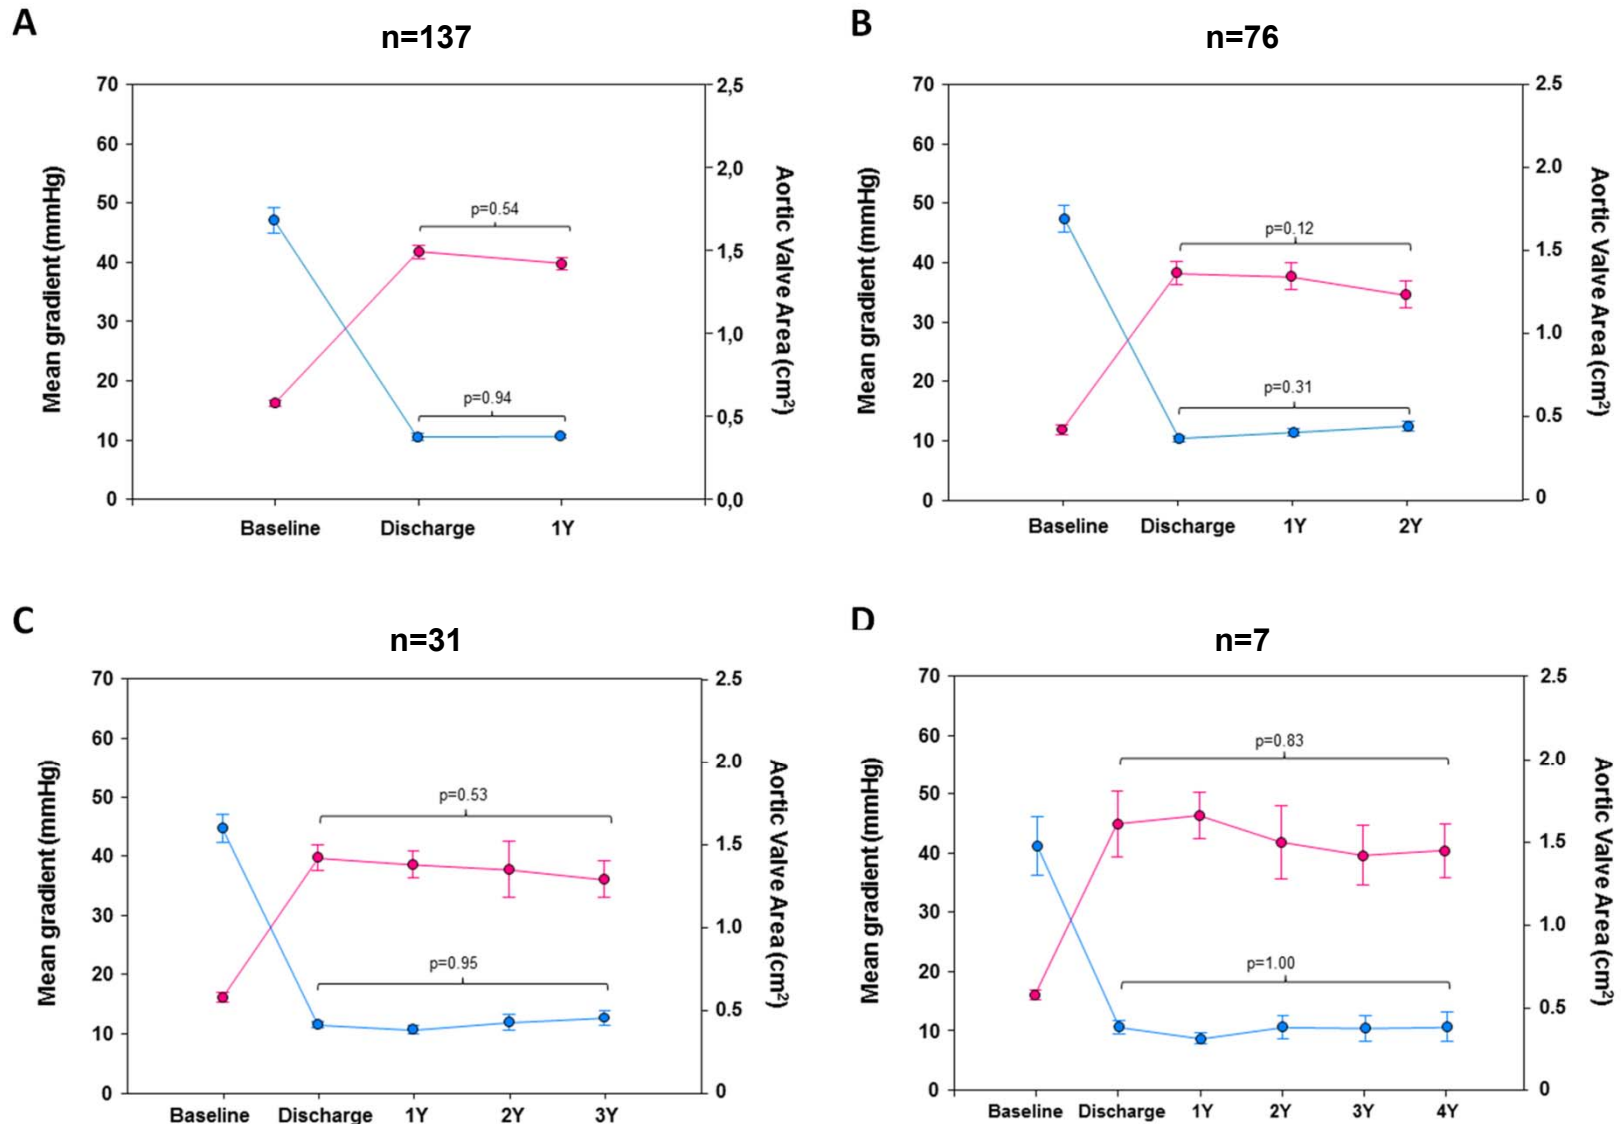 A
n=137
70
60
50
40
30
20
10
0
Mean gradient (mmHg)
2,5
2,0
1,5
1,0
0,5
0,0
Aortic Valve Area (cm²)
p=0.54
p=0.94
Baseline Discharge 1Y
B
n=76
70
60
50
40
30
20
10
0
Mean gradient (mmHg)
2.5
2.0
1.5
1.0
0.5
0
Aortic Valve Area (cm²)
p=0.12
p=0.31
Baseline Discharge 1Y 2Y
C
n=31
70
60
50
40
30
20
10
0
Mean gradient (mmHg)
2.5
2.0
1.5
1.0
0.5
0
Aortic Valve Area (cm²)
p=0.53
p=0.95
Baseline Discharge 1Y 2Y 3Y
D
n=7
70
60
50
40
30
20
10
0
Mean gradient (mmHg)
2.5
2.0
1.5
1.0
0.5
0
Aortic Valve Area (cm²)
p=0.83
p=1.00
Baseline Discharge 1Y 2Y 3Y 4Y